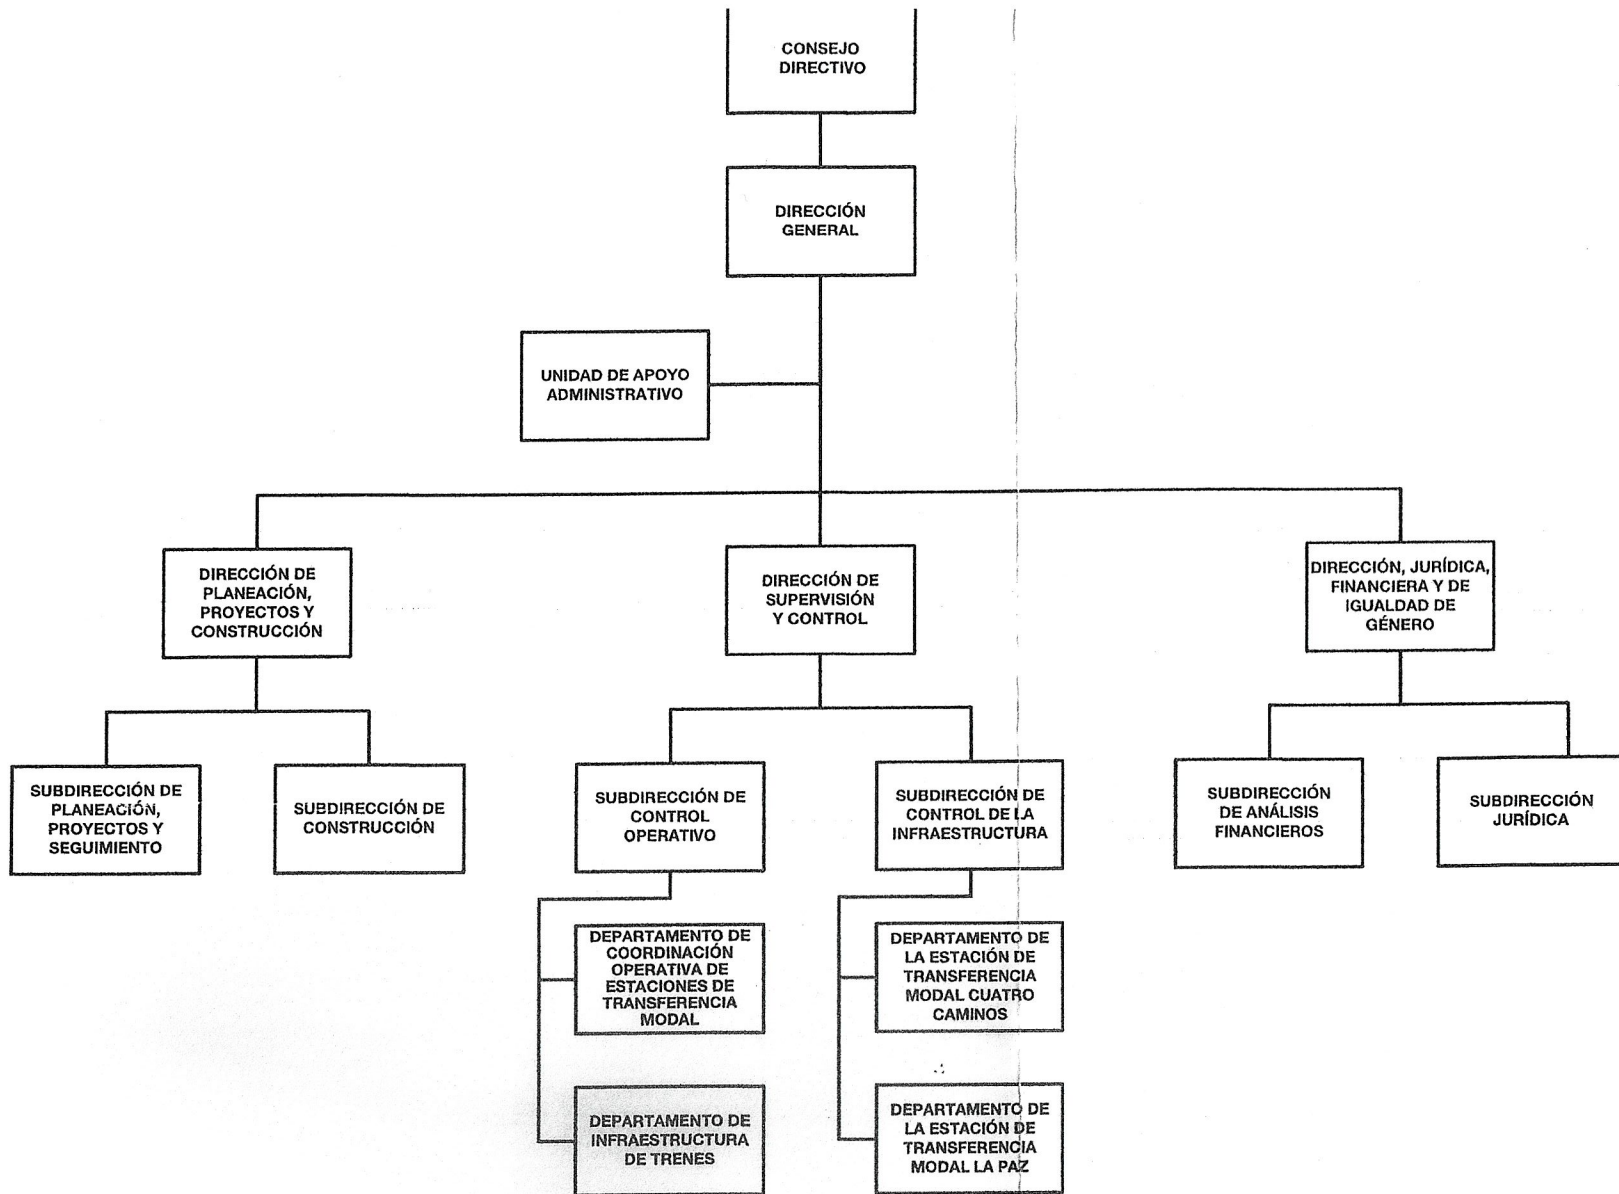 CONSEJO
DIRECTIVO
DIRECCIÓN
GENERAL
UNIDAD DE APOYO
ADMINISTRATIVO
DIRECCIÓN DE
PLANEACIÓN,
PROYECTOS Y
CONSTRUCCIÓN
DIRECCIÓN DE
SUPERVISIÓN
Y CONTROL
DIRECCIÓN, JURÍDICA,
FINANCIERA Y DE
IGUALDAD DE
GÉNERO
SUBDIRECCIÓN DE
PLANEACIÓN,
PROYECTOS Y
SEGUIMIENTO
SUBDIRECCIÓN DE
CONSTRUCCIÓN
SUBDIRECCIÓN DE
CONTROL
OPERATIVO
SUBDIRECCIÓN DE
CONTROL DE LA
INFRAESTRUCTURA
SUBDIRECCIÓN
DE ANÁLISIS
FINANCIEROS
SUBDIRECCIÓN
JURÍDICA
DEPARTAMENTO DE
COORDINACIÓN
OPERATIVA DE
ESTACIONES DE
TRANSFERENCIA
MODAL
DEPARTAMENTO DE
LA ESTACIÓN DE
TRANSFERENCIA
MODAL CUATRO
CAMINOS
DEPARTAMENTO DE
INFRAESTRUCTURA
DE TRENES
DEPARTAMENTO DE
LA ESTACIÓN DE
TRANSFERENCIA
MODAL LA PAZ